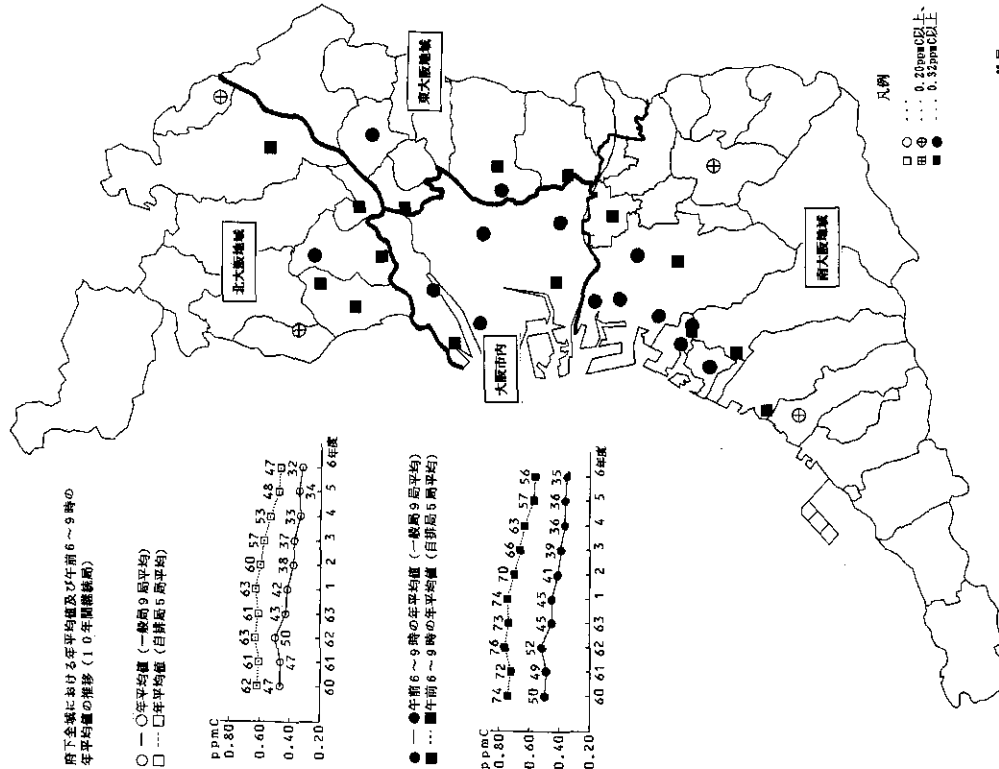 府下全域における年平均値及び午前6～9時の
年平均値の推移（10年間継続局）
○ ─ ○年平均値（一般局9局平均）
□ --- □年平均値（自排局5局平均）
ppmC
0.80
0.60
0.40
0.20
62 61 63 61 63 60 57 53 48 47
47 47 50 43 42 38 37 33 34 32
60 61 62 63 1 2 3 4 5 6年度
● ─ ●午前6～9時の年平均値（一般局9局平均）
■ … ■午前6～9時の年平均値（自排局5局平均）
ppmC
0.80
0.60
0.40
0.20
74 72 76 73 74 70 66 63 57 56
50 49 52 45 45 41 39 36 36 35
60 61 62 63 1 2 3 4 5 6年度
北大阪地域
東大阪地域
大阪市内
南大阪地域
凡例
□ ○ ...
⊞ ⊕ ... 0.20ppmC以上、
■ ● ... 0.32ppmC以上